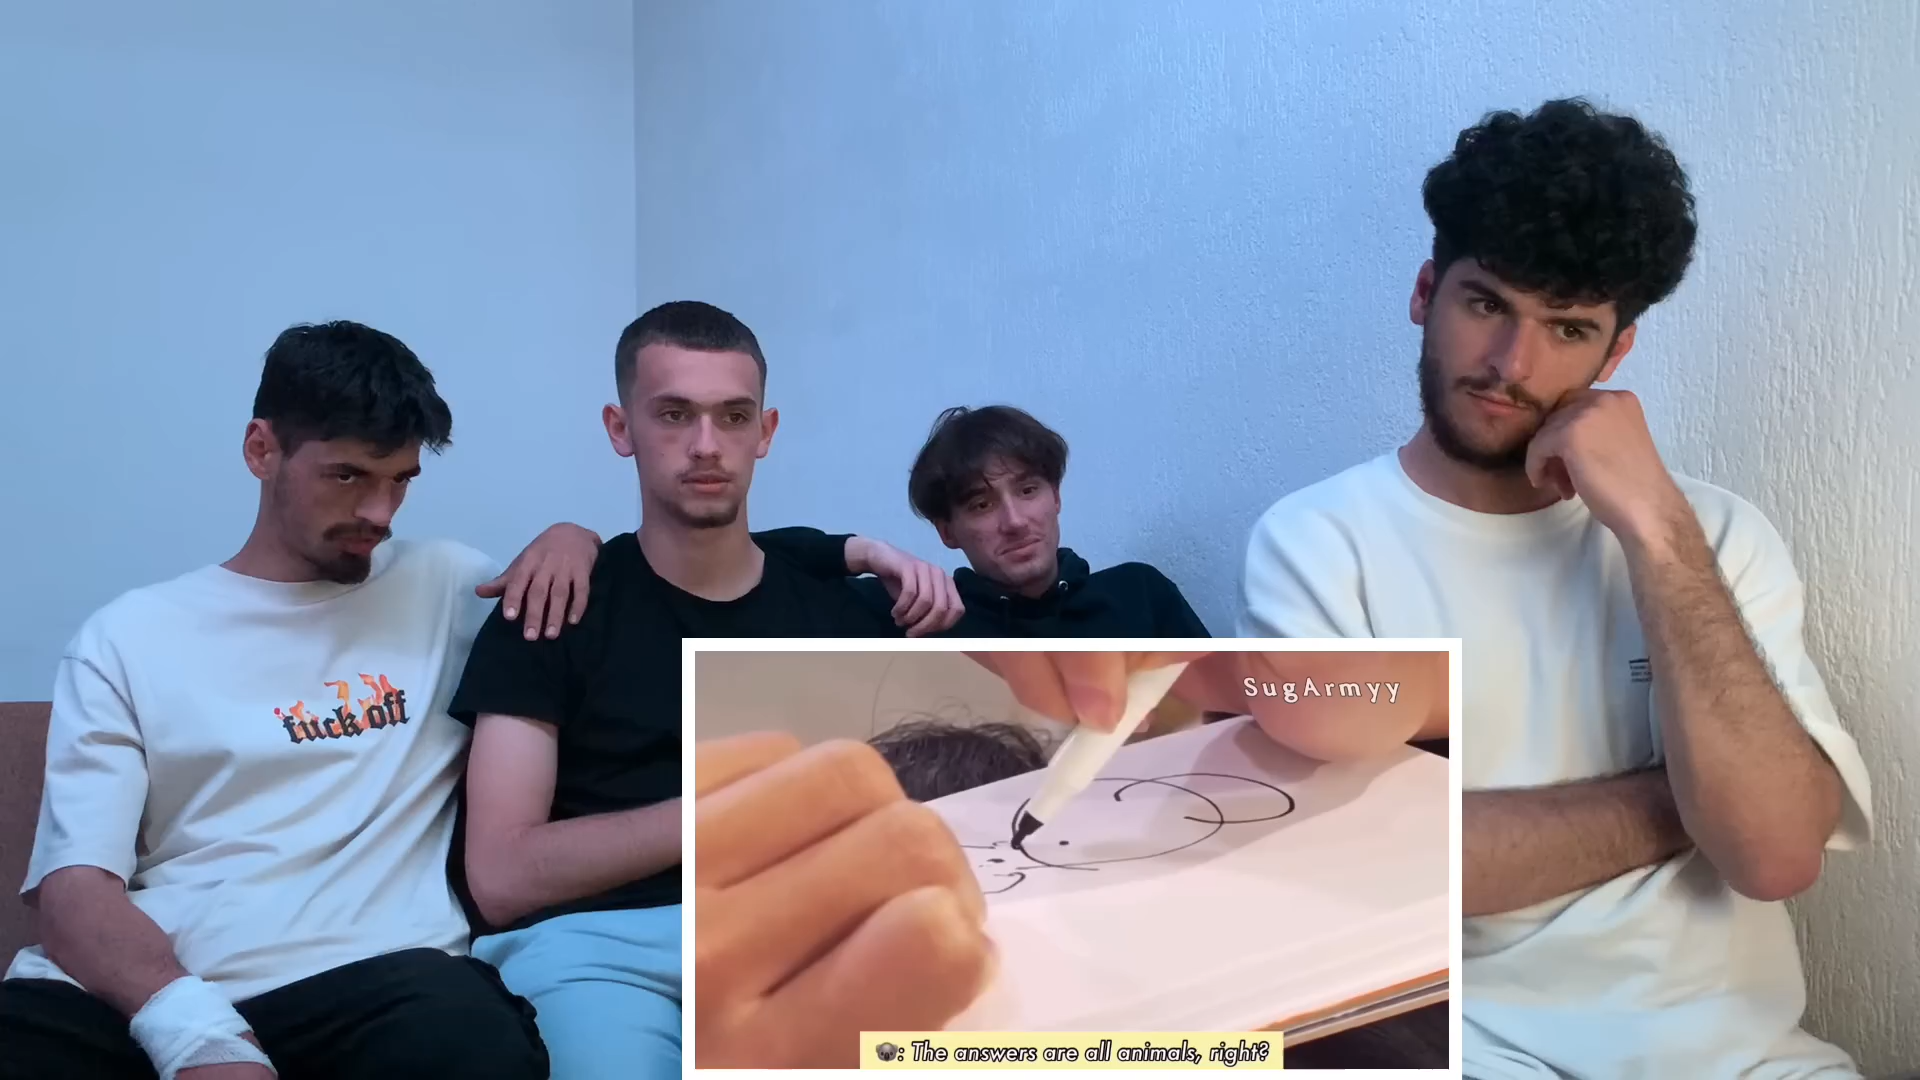 fuck off
SugArmyy
🐨: The answers are all animals, right?